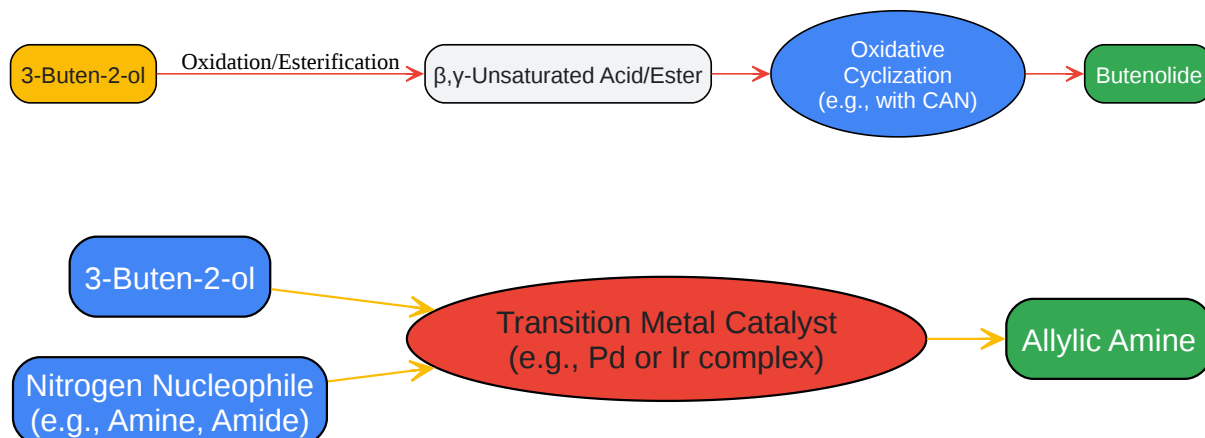 3-Buten-2-ol
Oxidation/Esterification
β,γ-Unsaturated Acid/Ester
Oxidative
Cyclization
(e.g., with CAN)
Butenolide
3-Buten-2-ol
Nitrogen Nucleophile
(e.g., Amine, Amide)
Transition Metal Catalyst
(e.g., Pd or Ir complex)
Allylic Amine